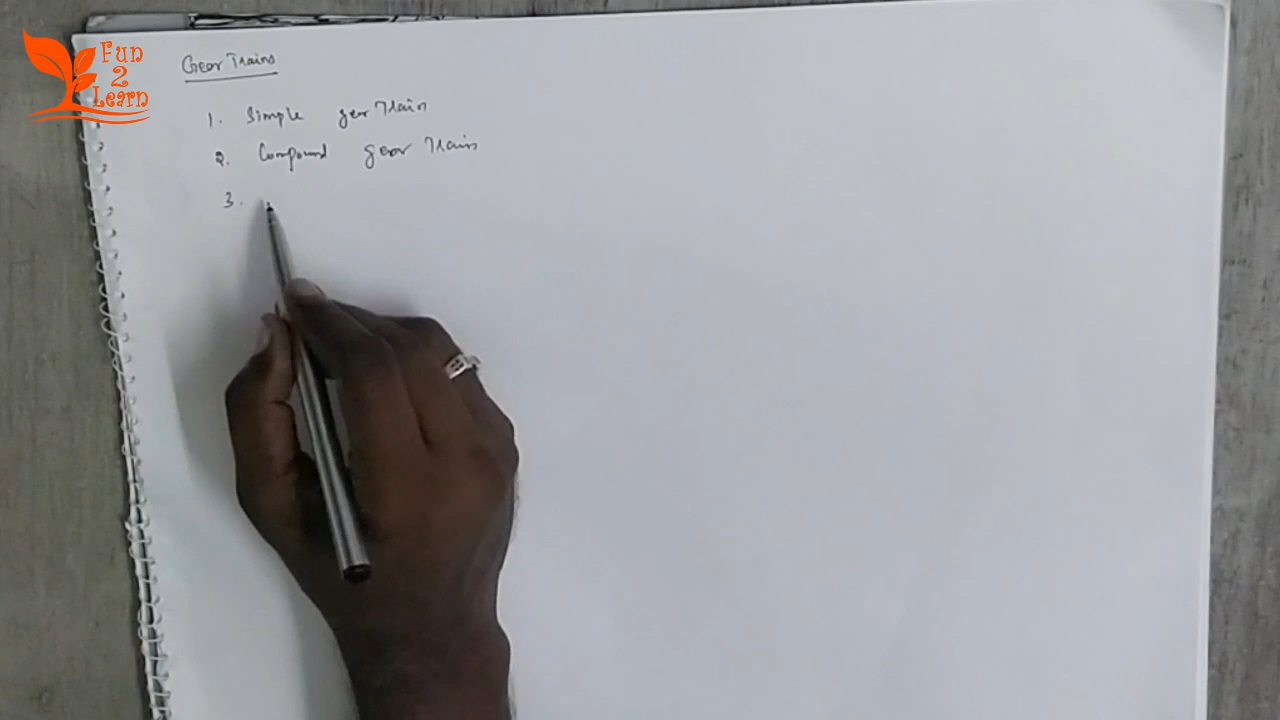 Fun
2
Learn
Gear Trains
1. Simple gear Train
2. Compound gear Train
3.